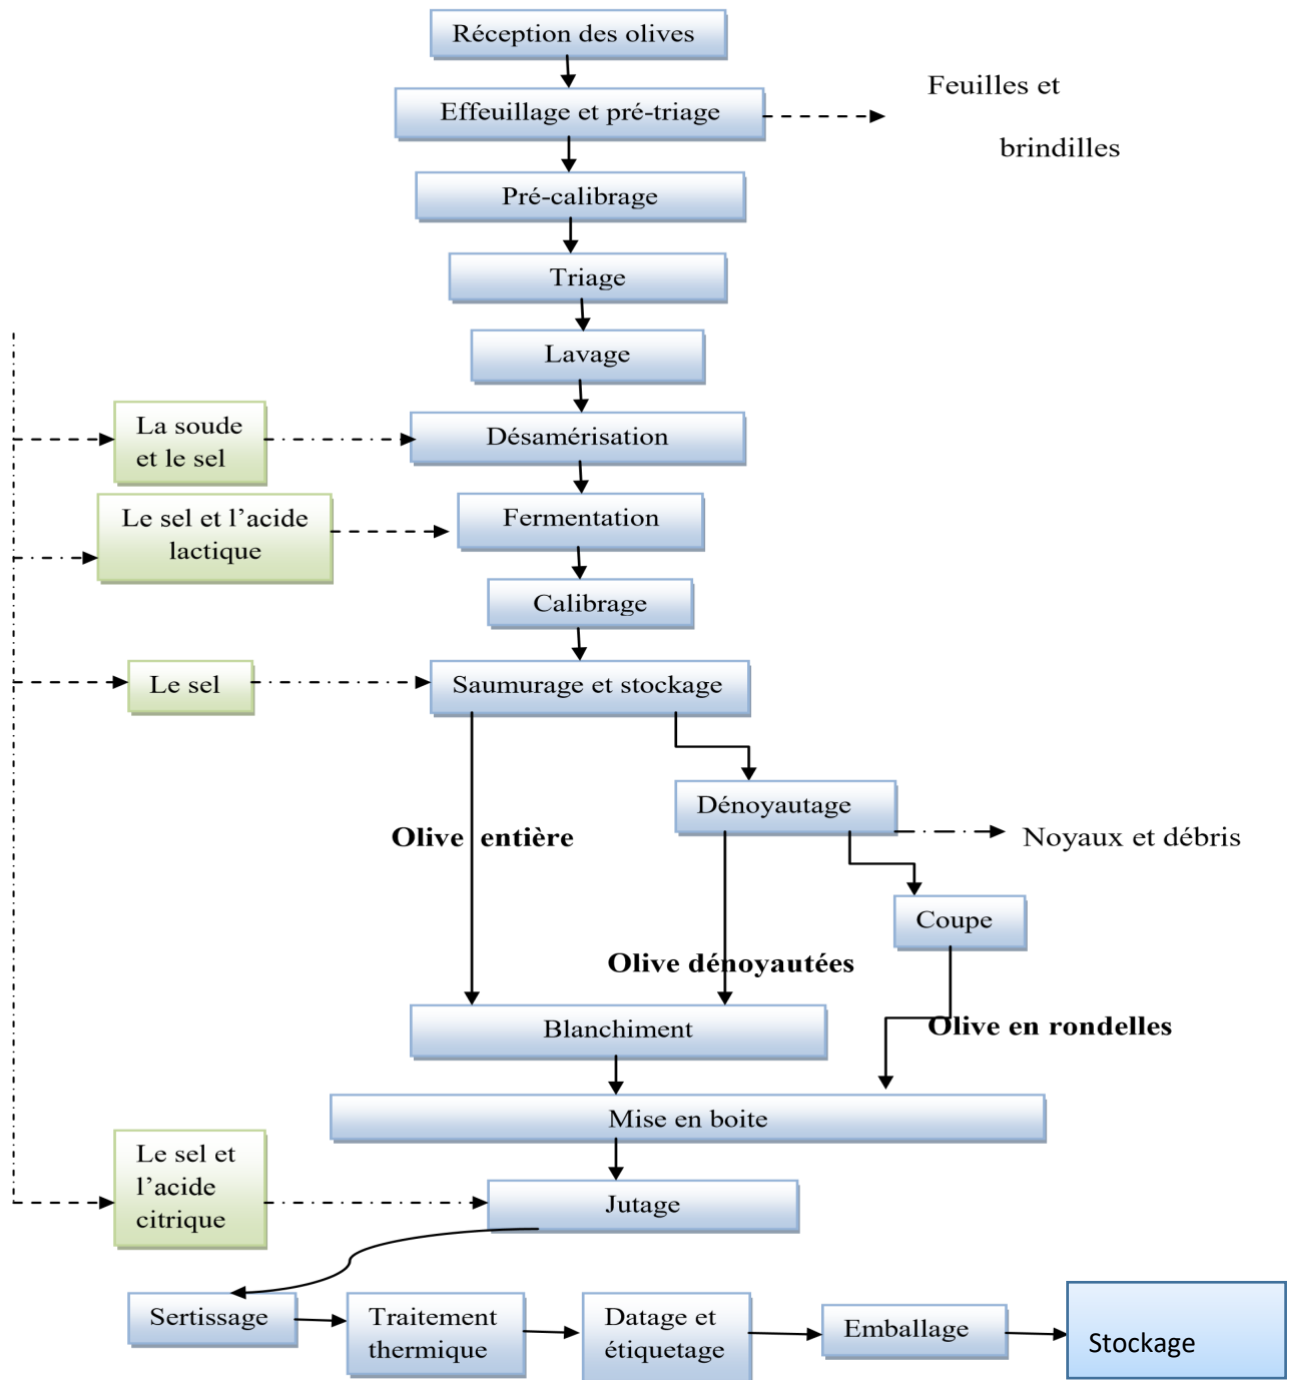 Réception des olives
Effeuillage et pré-triage
Feuilles et
brindilles
Pré-calibrage
Triage
Lavage
La soude
et le sel
Désamérisation
Le sel et l’acide
lactique
Fermentation
Calibrage
Le sel
Saumurage et stockage
Dénoyautage
Olive entière
Noyaux et débris
Coupe
Olive dénoyautées
Olive en rondelles
Blanchiment
Mise en boite
Le sel et
l’acide
citrique
Jutage
Sertissage
Traitement
thermique
Datage et
étiquetage
Emballage
Stockage